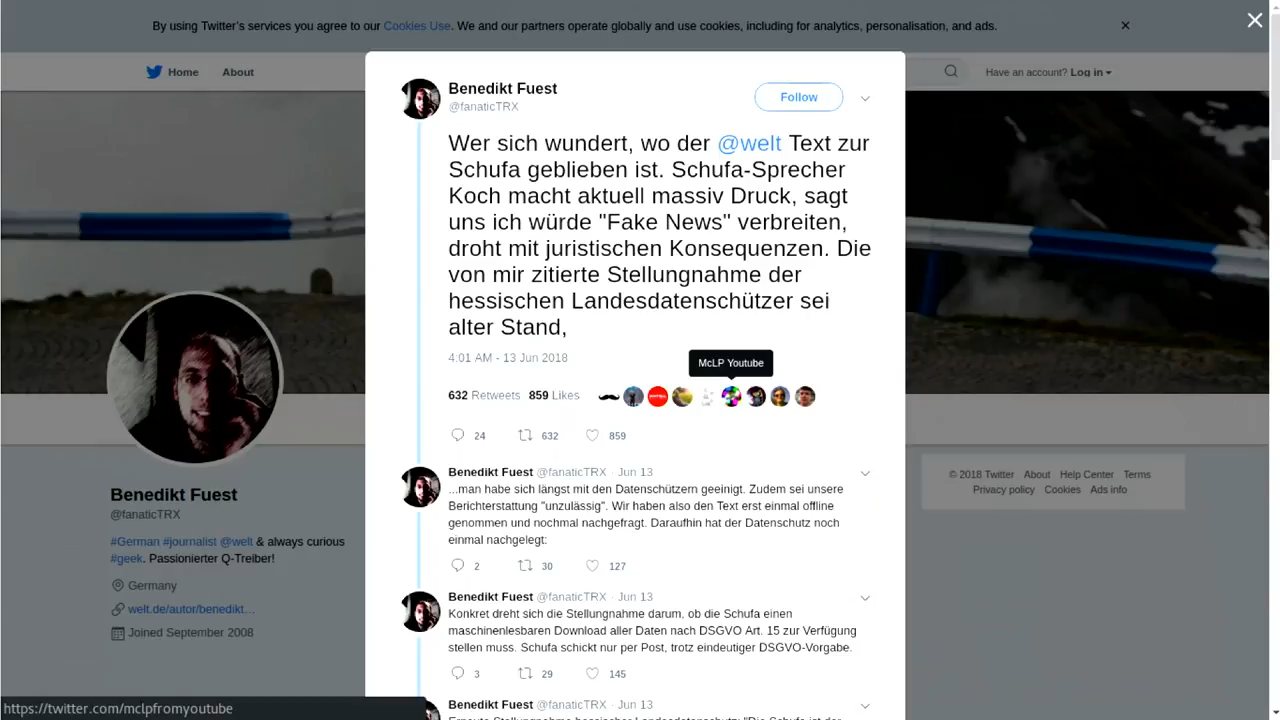 By using Twitter's services you agree to our Cookies Use. We and our partners operate globally and use cookies, including for analytics, personalisation, and ads.
Home About
Have an account? Log in
Benedikt Fuest
@fanaticTRX
Follow
Wer sich wundert, wo der @welt Text zur
Schufa geblieben ist. Schufa-Sprecher
Koch macht aktuell massiv Druck, sagt
uns ich würde "Fake News" verbreiten,
droht mit juristischen Konsequenzen. Die
von mir zitierte Stellungnahme der
hessischen Landesdatenschützer sei
alter Stand,
4:01 AM - 13 Jun 2018
McLP Youtube
632 Retweets 859 Likes
24 632 859
Benedikt Fuest @fanaticTRX · Jun 13
...man habe sich längst mit den Datenschützern geeinigt. Zudem sei unsere
Berichterstattung "unzulässig". Wir haben also den Text erst einmal offline
genommen und nochmal nachgefragt. Daraufhin hat der Datenschutz noch
einmal nachgelegt:
2 30 127
Benedikt Fuest @fanaticTRX · Jun 13
Konkret dreht sich die Stellungnahme darum, ob die Schufa einen
maschinenlesbaren Download aller Daten nach DSGVO Art. 15 zur Verfügung
stellen muss. Schufa schickt nur per Post, trotz eindeutiger DSGVO-Vorgabe.
3 29 145
Benedikt Fuest @fanaticTRX · Jun 13
Erneute Stellungnahme hessischer Landesdatenschutz: "Die Schufa ist der
Benedikt Fuest
@fanaticTRX
#German #journalist @welt & always curious
#geek. Passionierter Q-Treiber!
Germany
welt.de/autor/benedikt…
Joined September 2008
© 2018 Twitter About Help Center Terms
Privacy policy Cookies Ads info
https://twitter.com/mclpfromyoutube